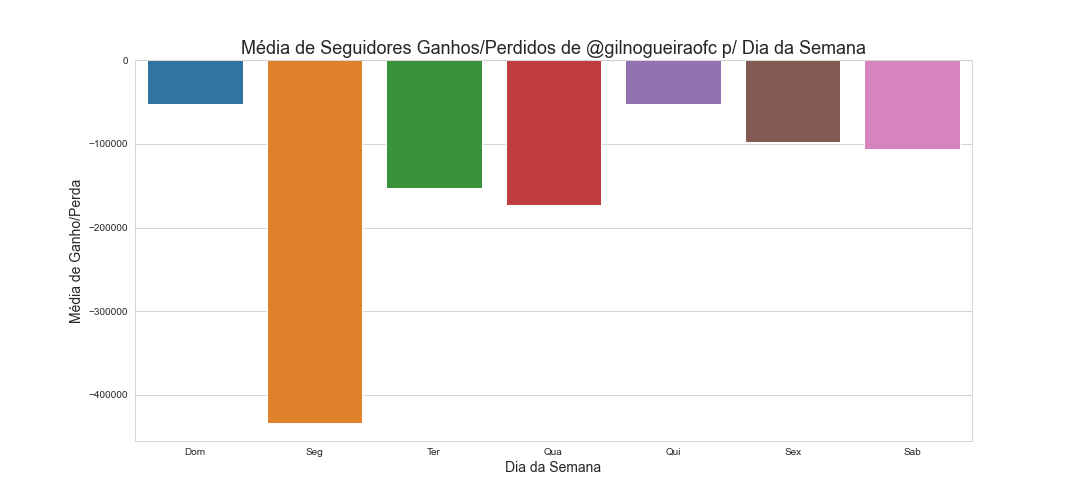 Média de Seguidores Ganhos/Perdidos de @gilnogueiraofc p/ Dia da Semana
Média de Ganho/Perda
0
−100000
−200000
−300000
−400000
Dom Seg Ter Qua Qui Sex Sab
Dia da Semana